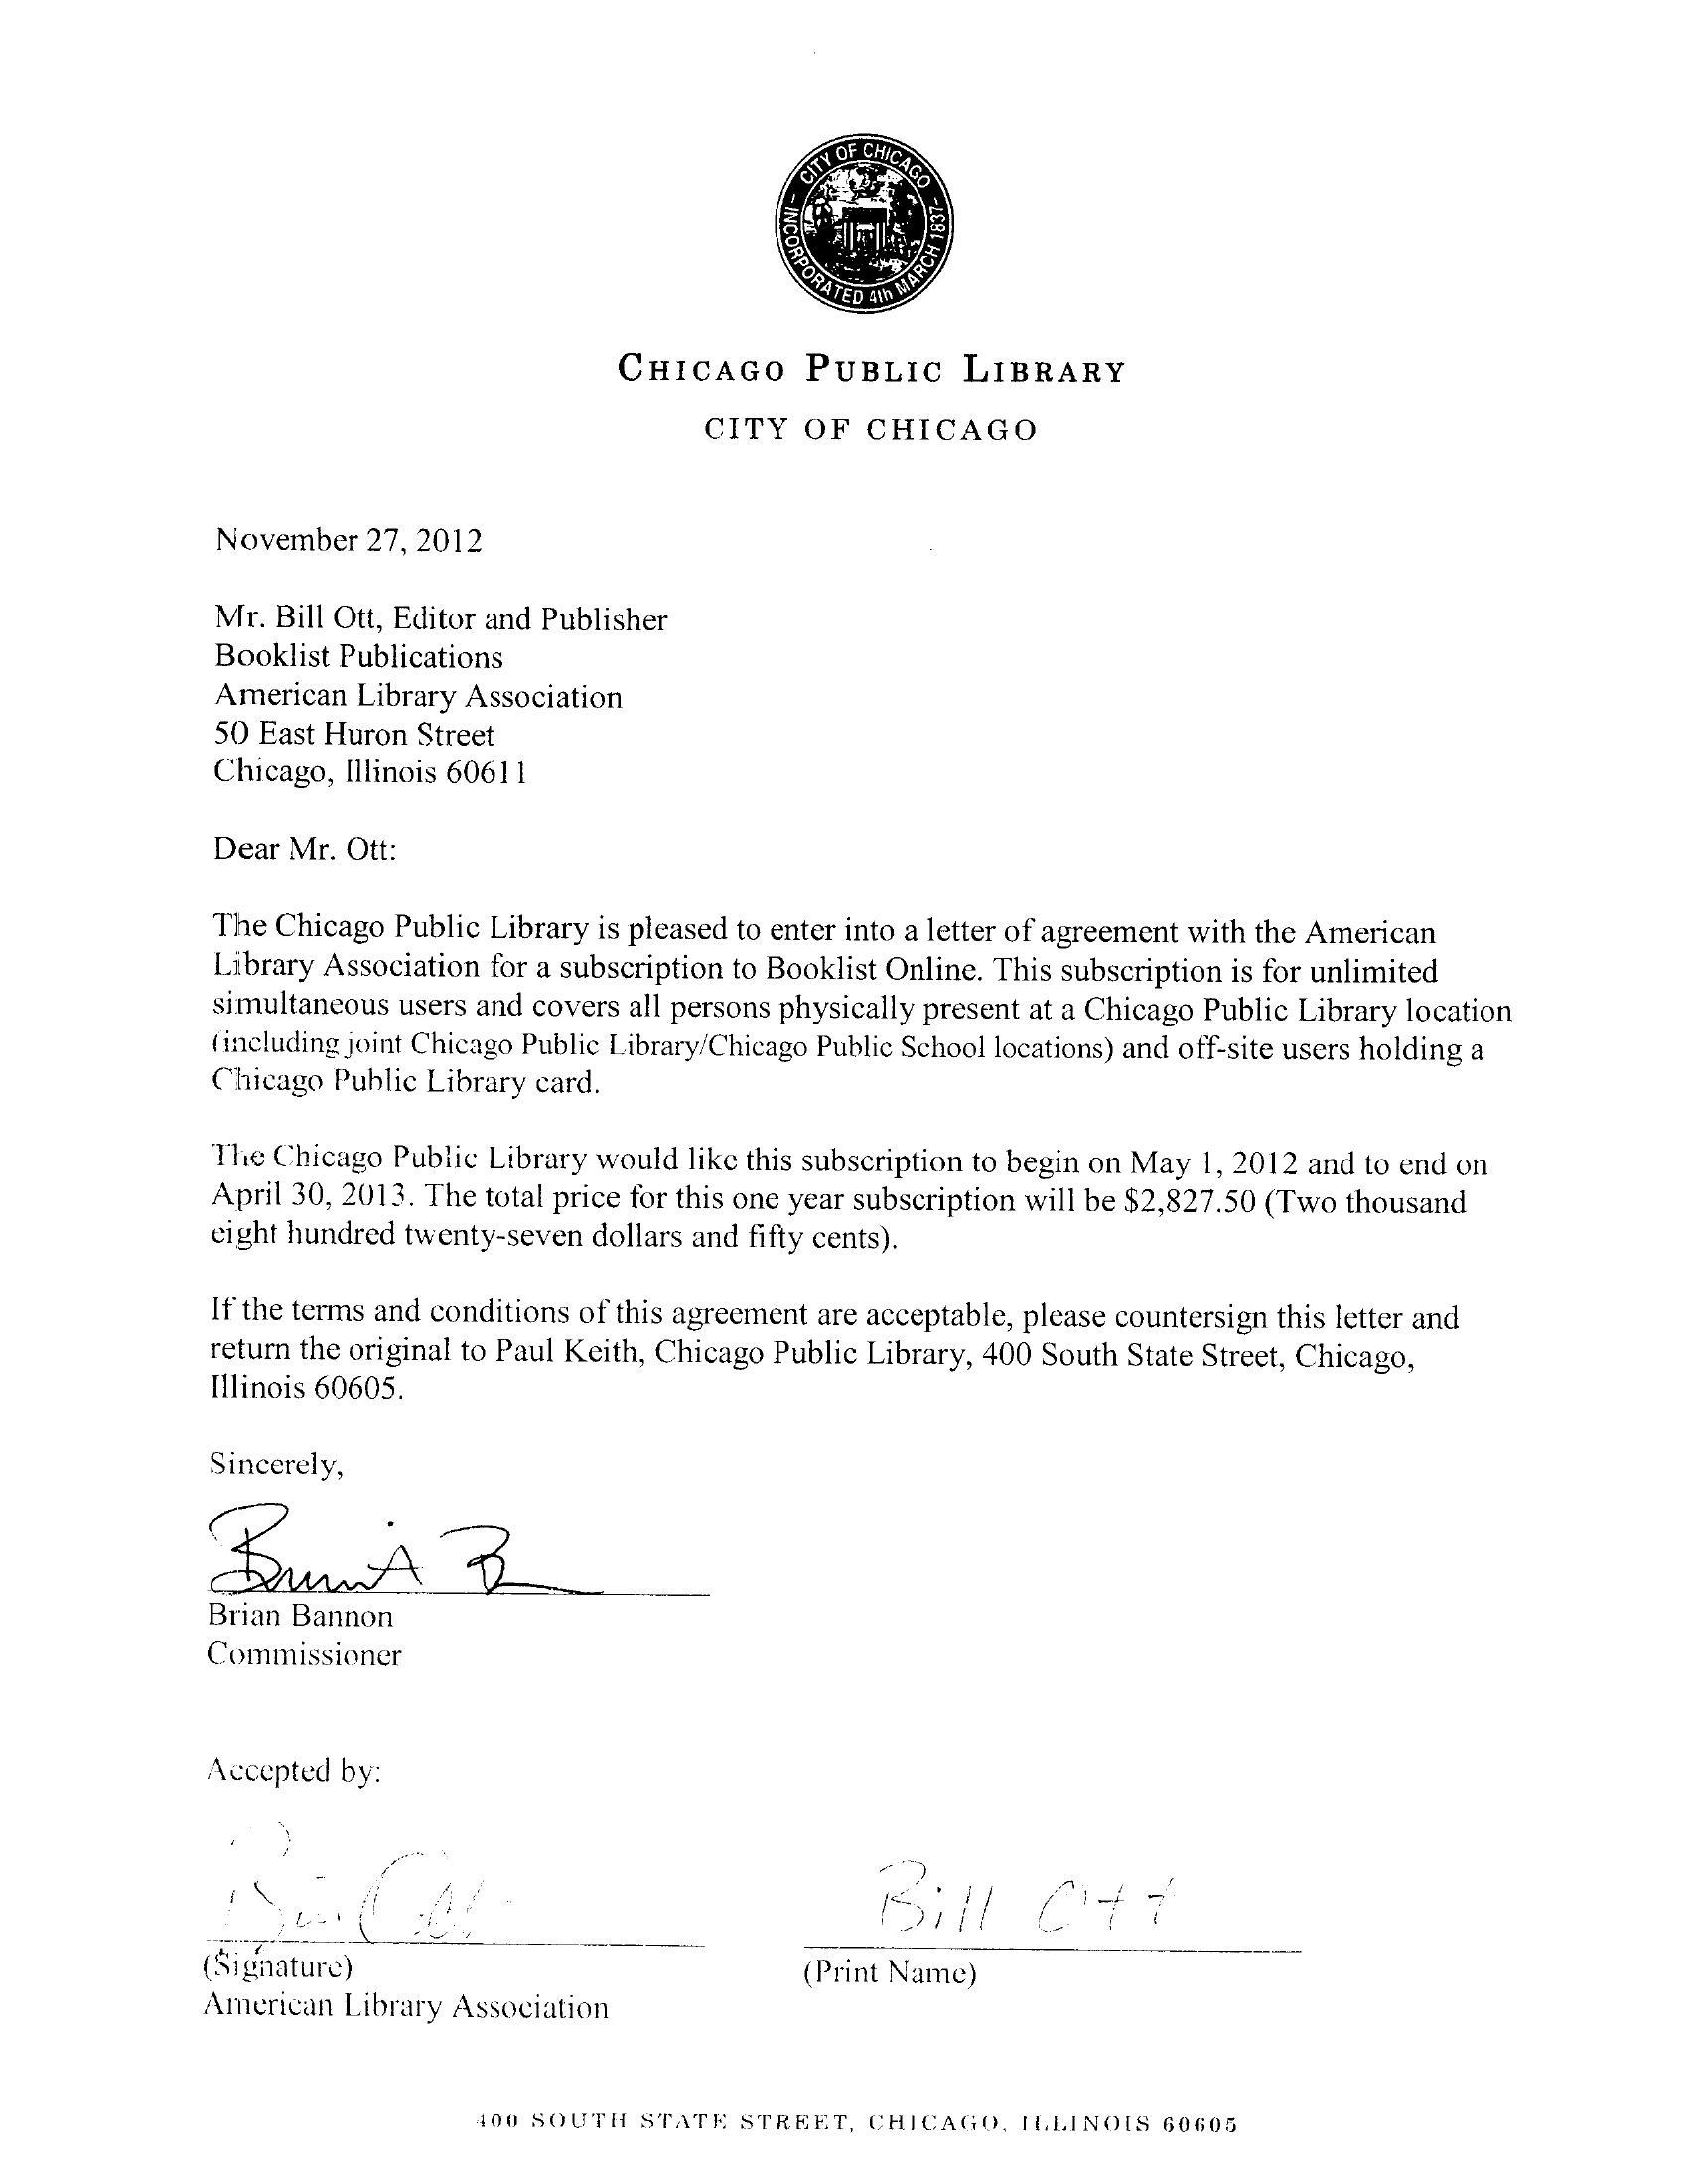 CITY OF CHICAGO
INCORPORATED 4th MARCH 1837
CHICAGO PUBLIC LIBRARY
CITY OF CHICAGO
November 27, 2012
Mr. Bill Ott, Editor and Publisher
Booklist Publications
American Library Association
50 East Huron Street
Chicago, Illinois 60611
Dear Mr. Ott:
The Chicago Public Library is pleased to enter into a letter of agreement with the American
Library Association for a subscription to Booklist Online. This subscription is for unlimited
simultaneous users and covers all persons physically present at a Chicago Public Library location
(including joint Chicago Public Library/Chicago Public School locations) and off-site users holding a
Chicago Public Library card.
The Chicago Public Library would like this subscription to begin on May 1, 2012 and to end on
April 30, 2013. The total price for this one year subscription will be $2,827.50 (Two thousand
eight hundred twenty-seven dollars and fifty cents).
If the terms and conditions of this agreement are acceptable, please countersign this letter and
return the original to Paul Keith, Chicago Public Library, 400 South State Street, Chicago,
Illinois 60605.
Sincerely,
Brian Bannon
Commissioner
Accepted by:
Bill Ott
(Signature) (Print Name)
American Library Association
400 SOUTH STATE STREET, CHICAGO, ILLINOIS 60605